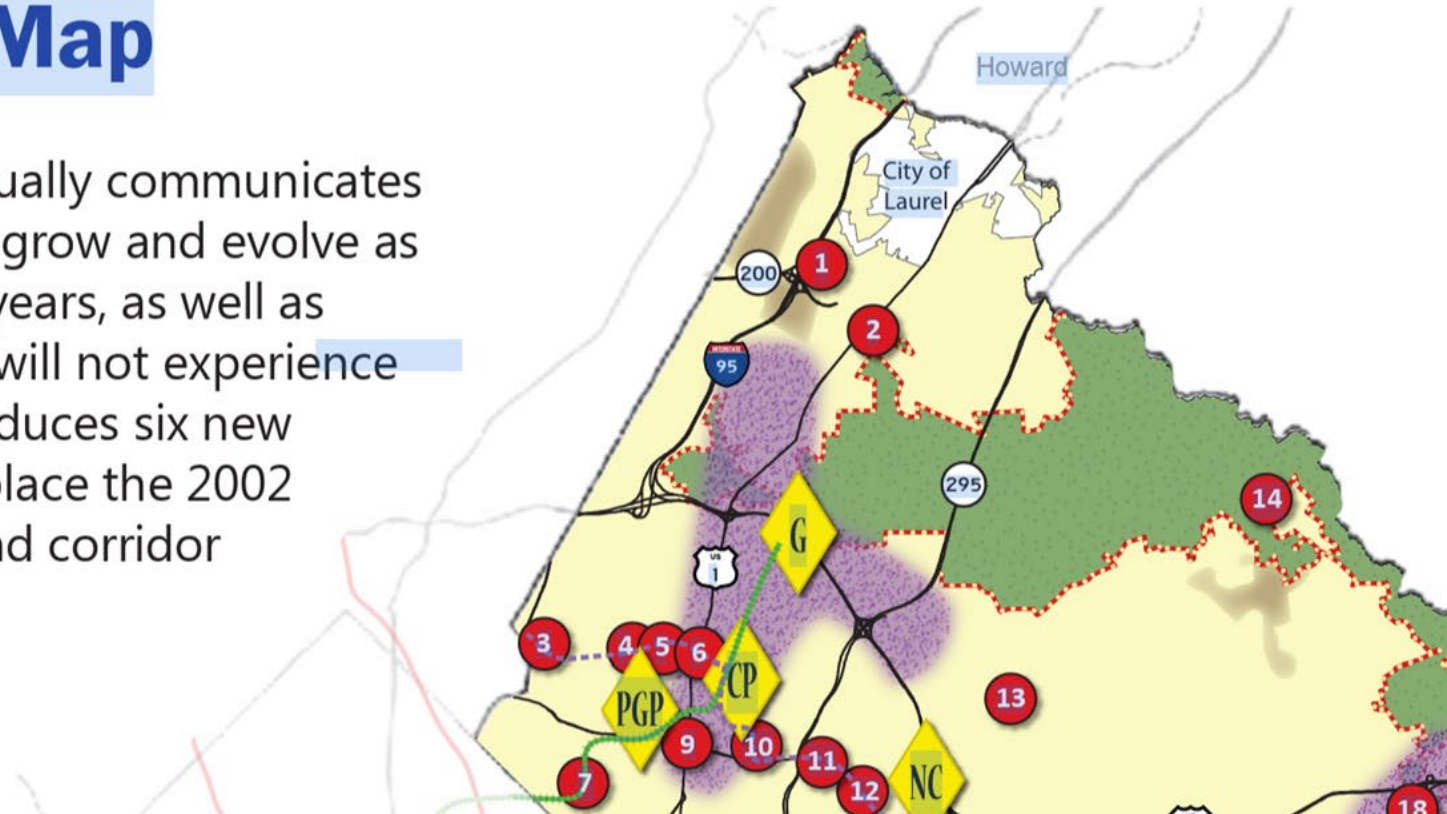 Map
ually communicates
grow and evolve as
years, as well as
will not experience
duces six new
place the 2002
d corridor
Howard
City of
Laurel
200
1
2
INTERSTATE
95
295
14
G
US
1
3
4
5
6
CP
PGP
13
9
10
11
7
12
NC
18